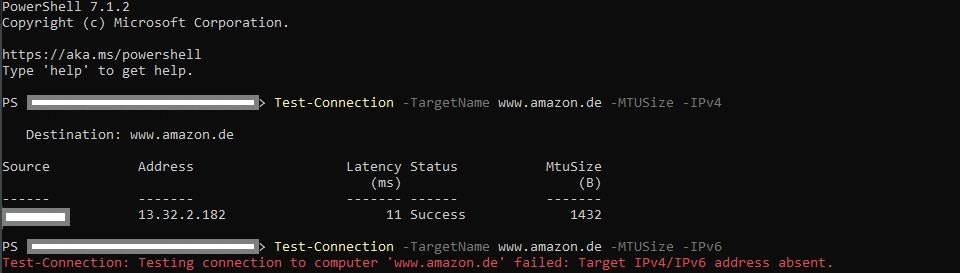 PowerShell 7.1.2
Copyright (c) Microsoft Corporation.
https://aka.ms/powershell
Type 'help' to get help.
PS > Test-Connection -TargetName www.amazon.de -MTUSize -IPv4
Destination: www.amazon.de
Source Address Latency Status MtuSize
(ms) (B)
------ ------- ------- ------ -------
13.32.2.182 11 Success 1432
PS > Test-Connection -TargetName www.amazon.de -MTUSize -IPv6
Test-Connection: Testing connection to computer 'www.amazon.de' failed: Target IPv4/IPv6 address absent.